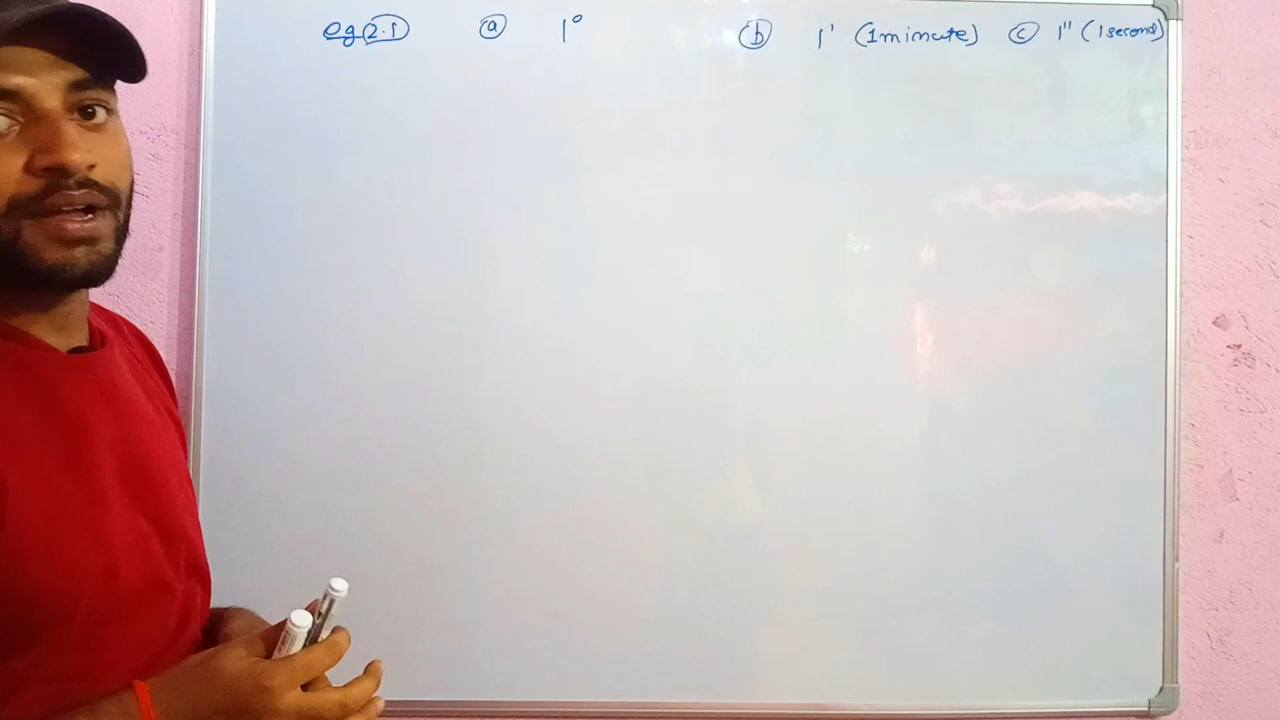 eg 2.1 (a) 1° (b) 1' (1 minute) (c) 1" (1 second)